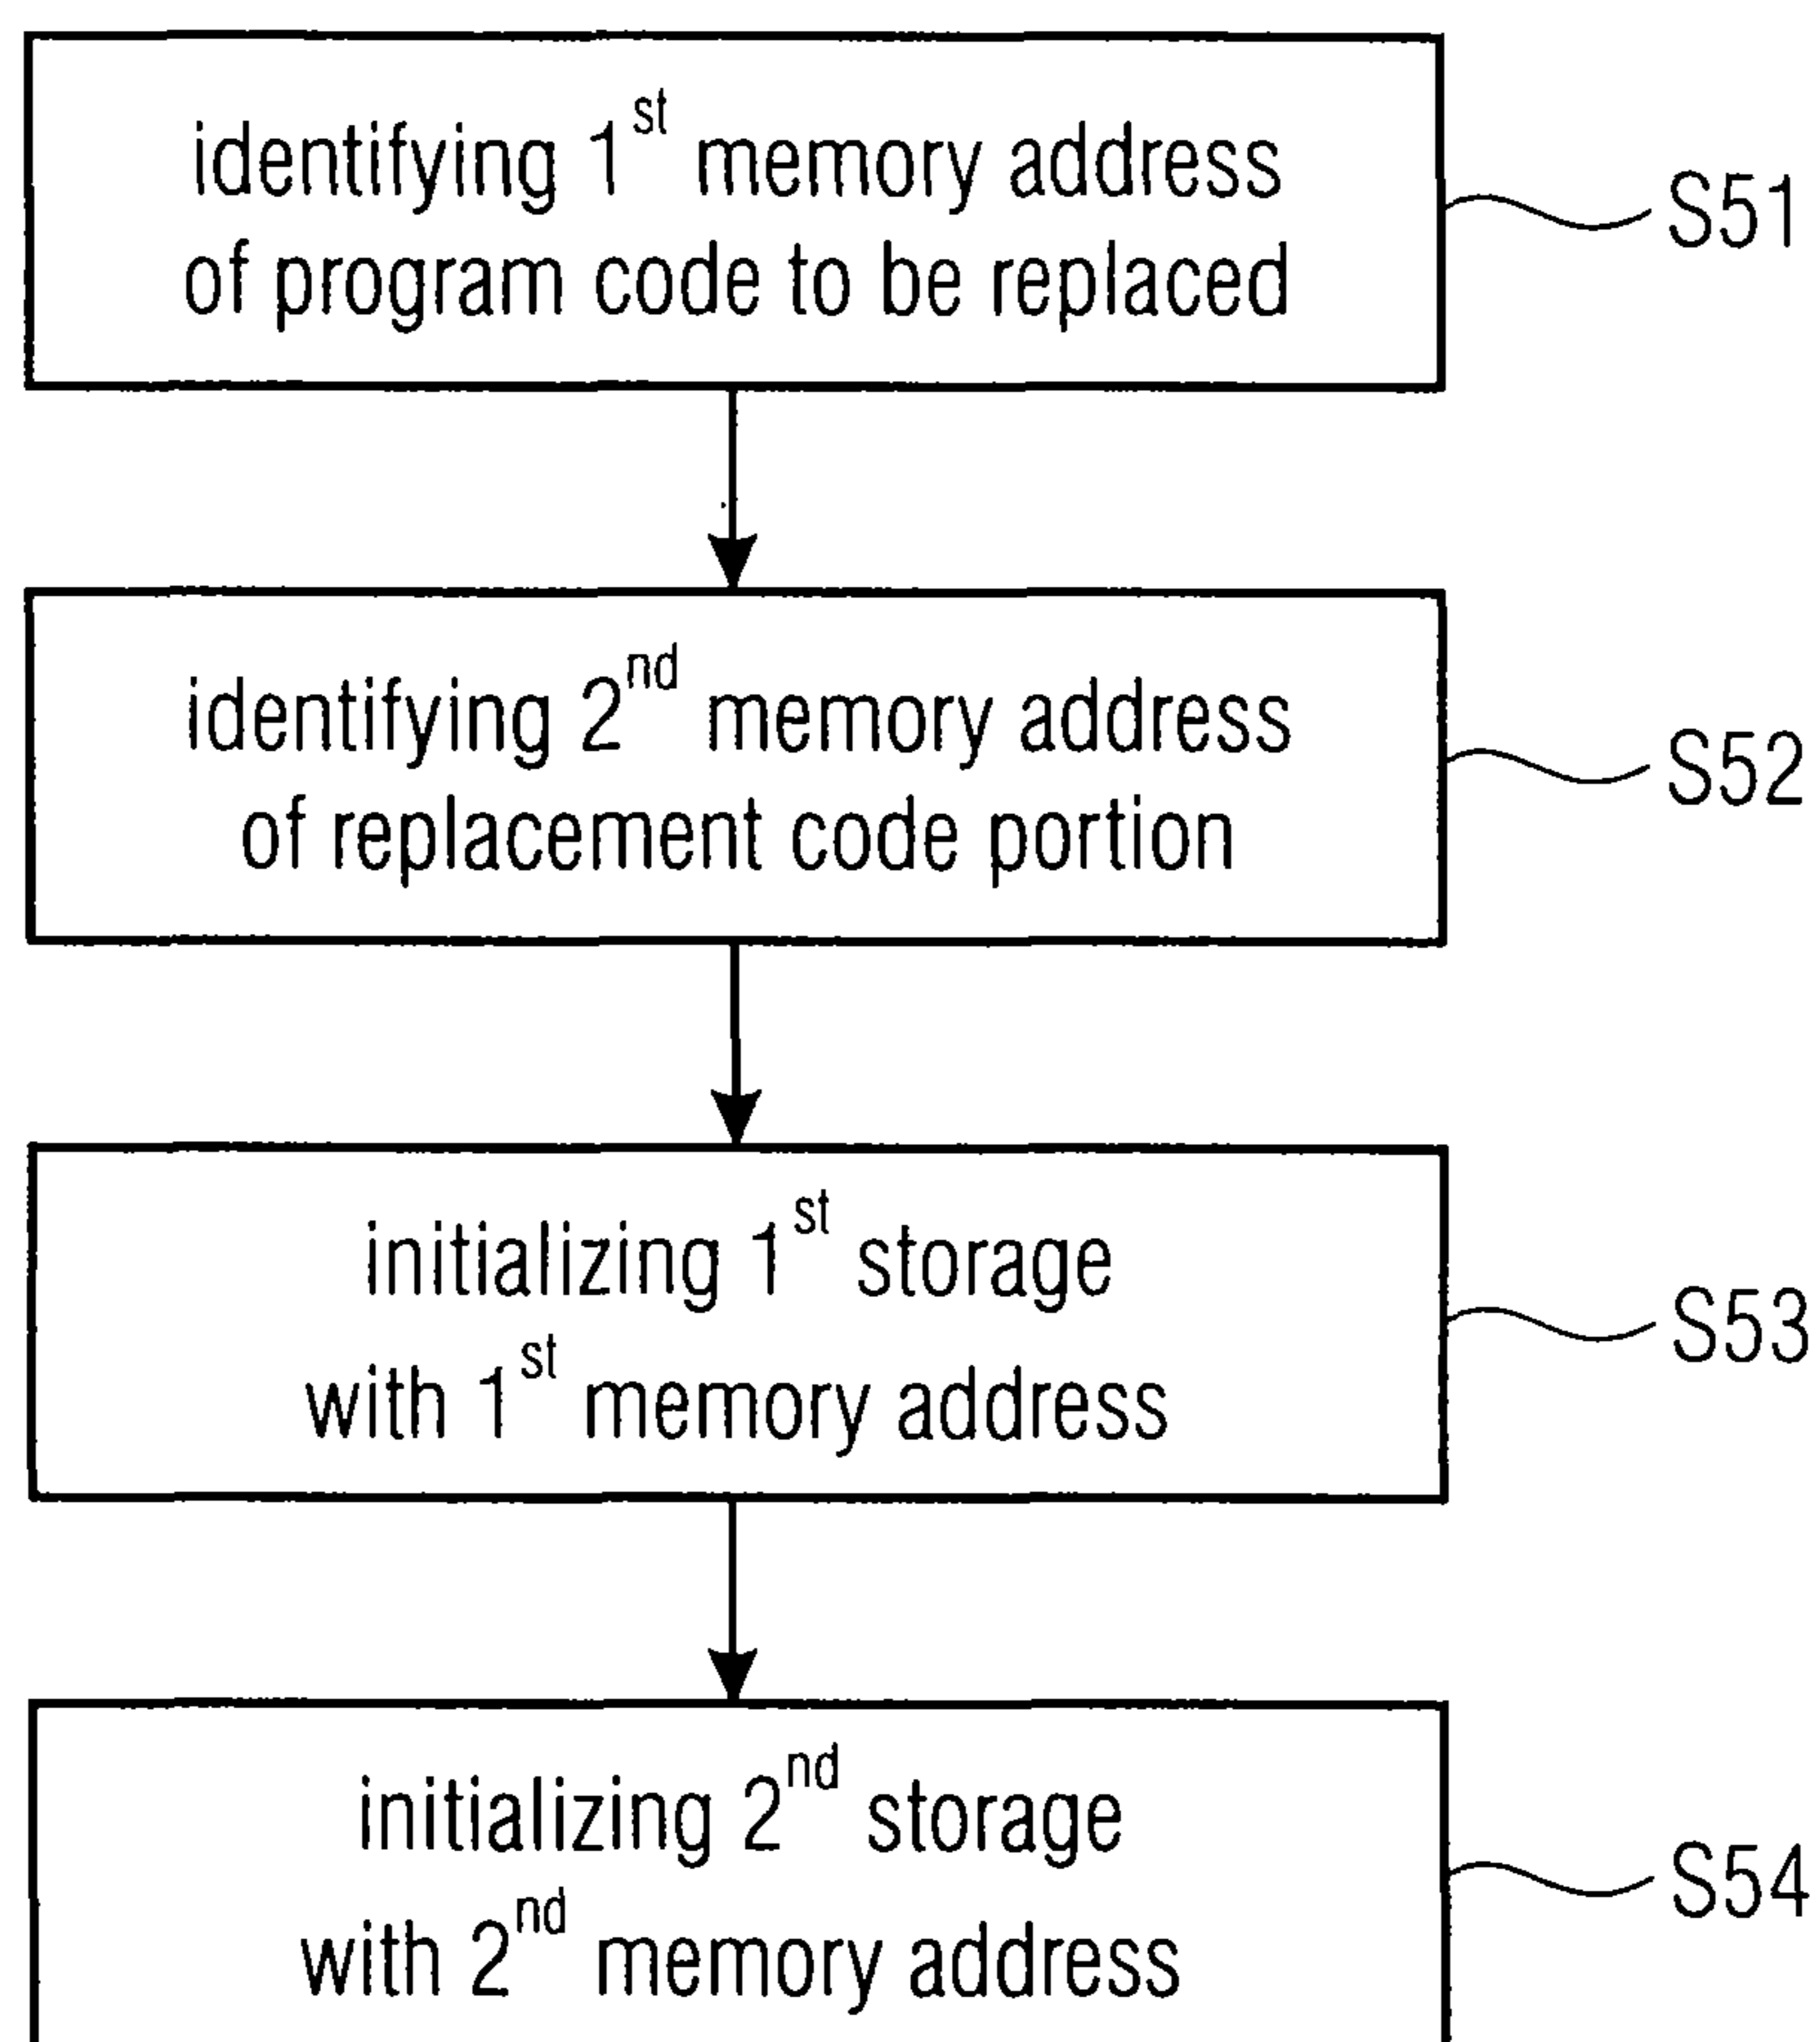 identifying 1st memory address
of program code to be replaced
S51
identifying 2nd memory address
of replacement code portion
S52
initializing 1st storage
with 1st memory address
S53
initializing 2nd storage
with 2nd memory address
S54